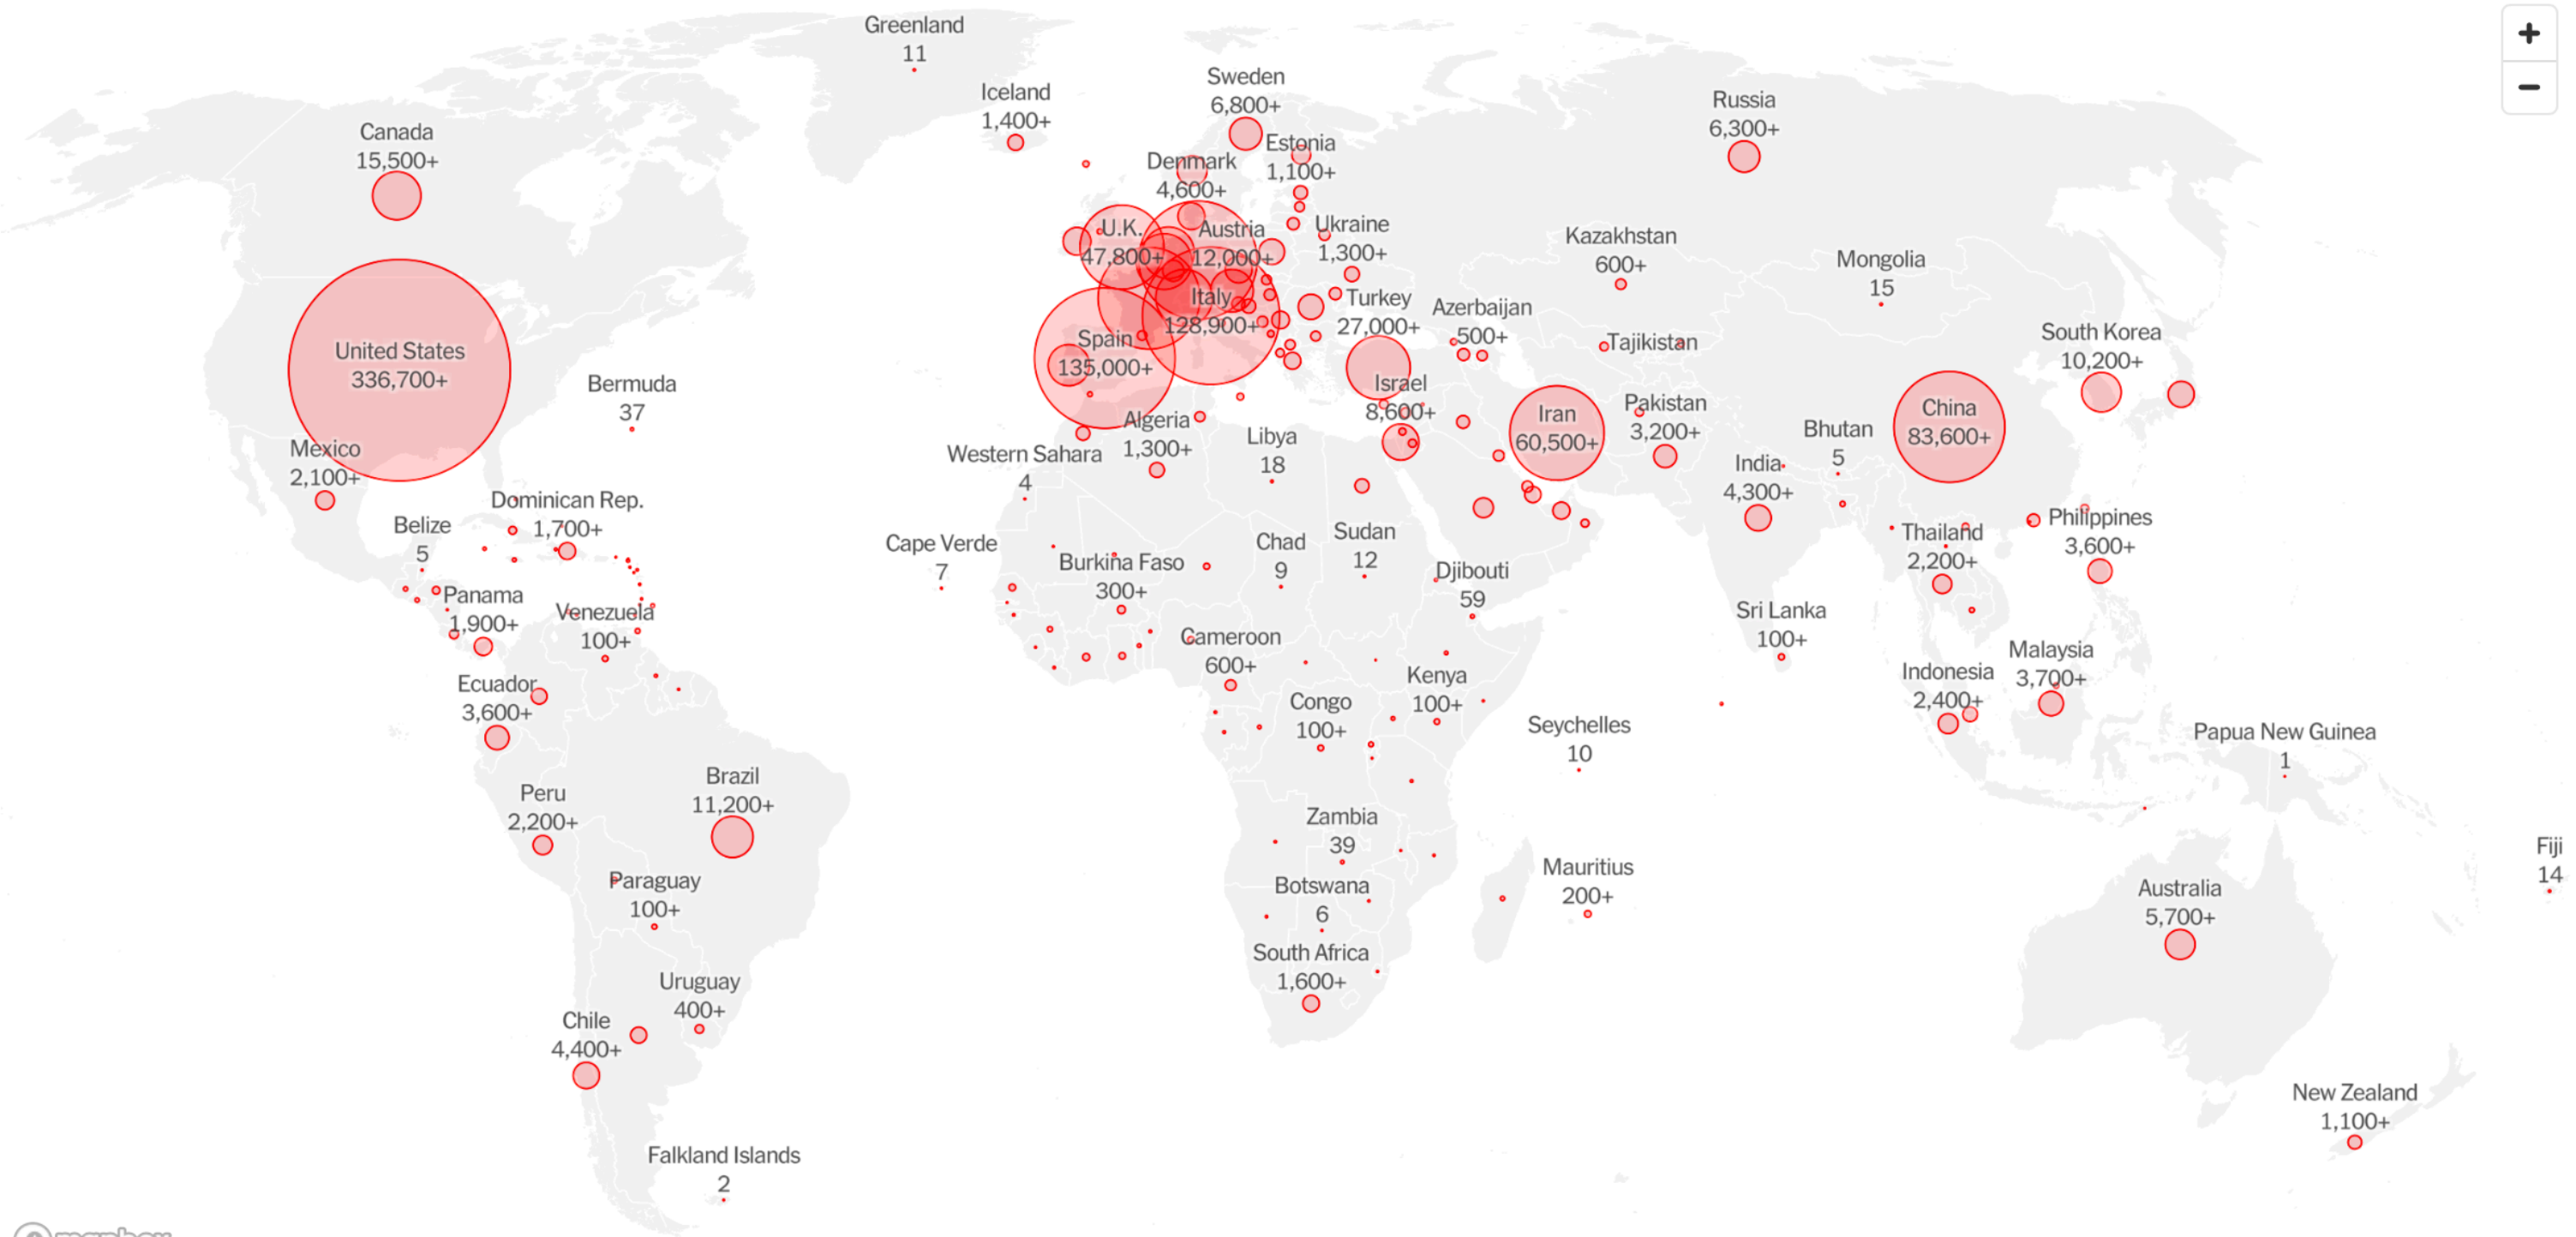 Greenland
11
+
−
Iceland
1,400+
Sweden
6,800+
Russia
6,300+
Canada
15,500+
Denmark
4,600+
Estonia
1,100+
U.K.
47,800+
Austria
12,000+
Ukraine
1,300+
Kazakhstan
600+
Mongolia
15
Italy
128,900+
Turkey
27,000+
Azerbaijan
500+
Tajikistan
South Korea
10,200+
United States
336,700+
Spain
135,000+
Bermuda
37
Israel
8,600+
Iran
60,500+
Pakistan
3,200+
China
83,600+
Bhutan
5
Mexico
2,100+
Algeria
1,300+
Western Sahara
4
Libya
18
India
4,300+
Dominican Rep.
1,700+
Belize
5
Cape Verde
7
Burkina Faso
300+
Chad
9
Sudan
12
Djibouti
59
Thailand
2,200+
Philippines
3,600+
Panama
1,900+
Venezuela
100+
Cameroon
600+
Sri Lanka
100+
Ecuador
3,600+
Congo
100+
Kenya
100+
Seychelles
10
Indonesia
2,400+
Malaysia
3,700+
Papua New Guinea
1
Peru
2,200+
Brazil
11,200+
Zambia
39
Mauritius
200+
Fiji
14
Paraguay
100+
Botswana
6
Australia
5,700+
South Africa
1,600+
Uruguay
400+
Chile
4,400+
New Zealand
1,100+
Falkland Islands
2
mapbox